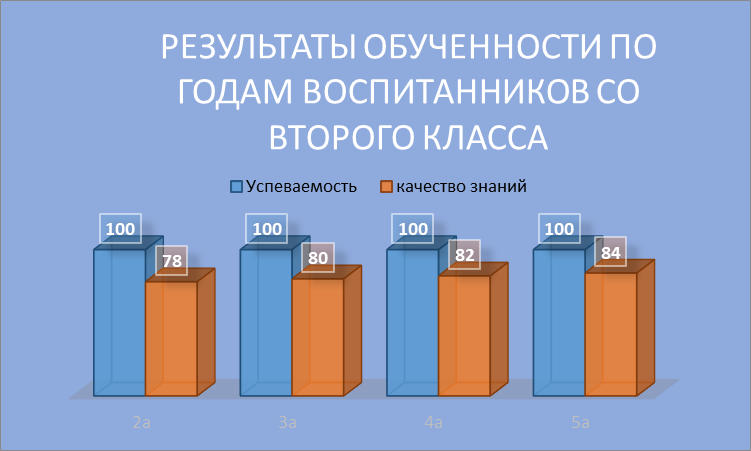 РЕЗУЛЬТАТЫ ОБУЧЕННОСТИ ПО
ГОДАМ ВОСПИТАННИКОВ СО
ВТОРОГО КЛАССА
Успеваемость качество знаний
100 78 100 80 100 82 100 84
2а 3а 4а 5а